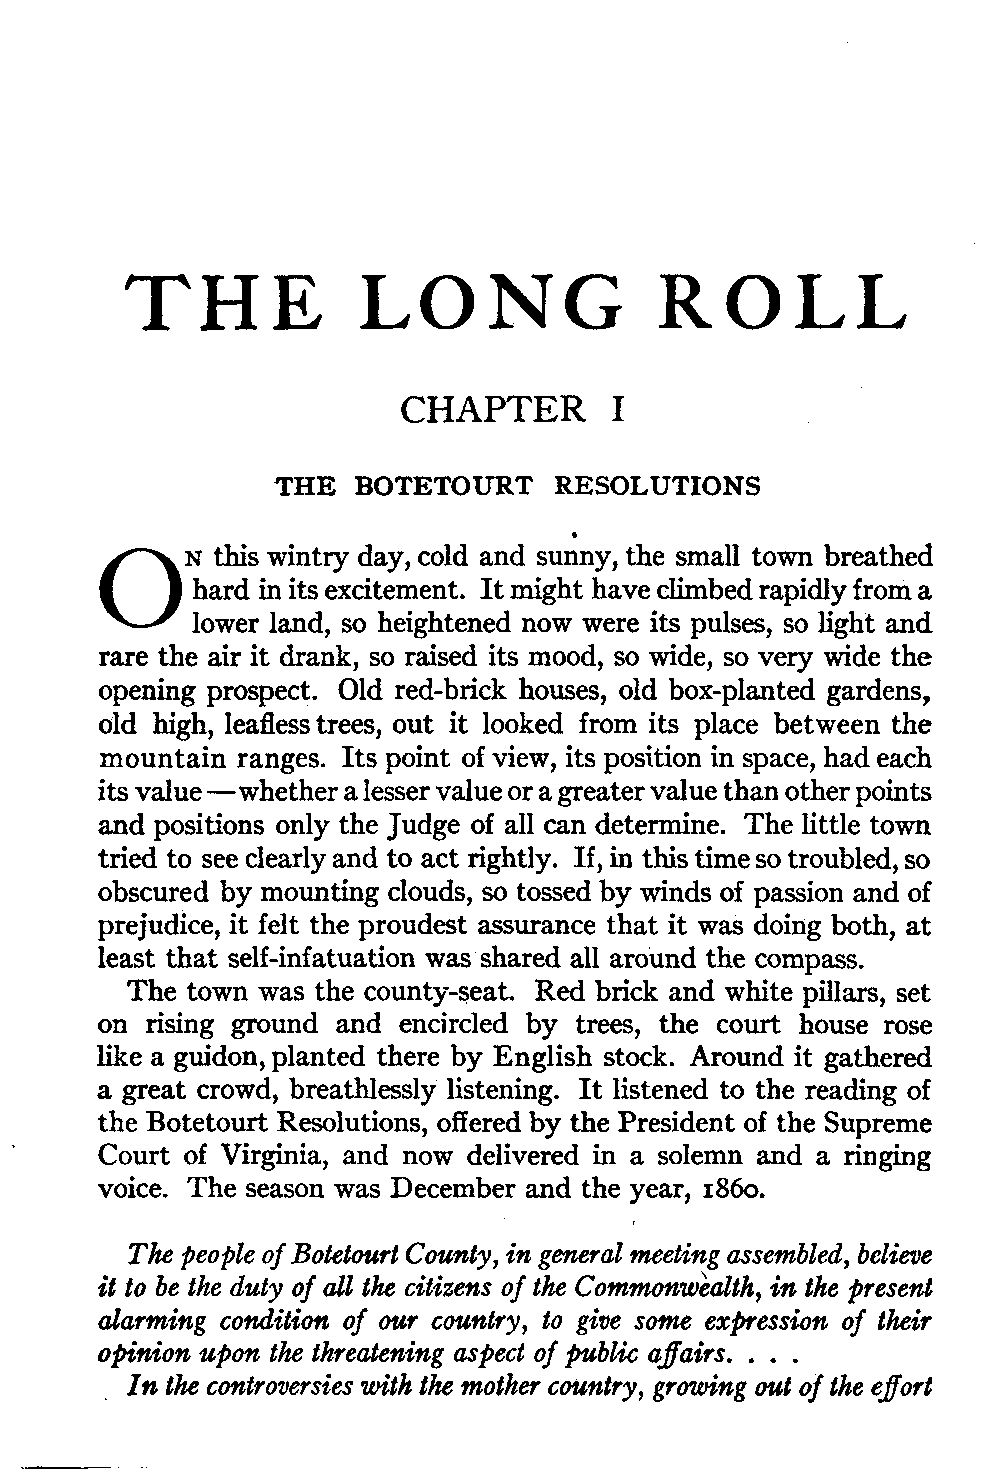 THE LONG ROLL
CHAPTER I
THE BOTETOURT RESOLUTIONS
ON this wintry day, cold and sunny, the small town breathed
hard in its excitement. It might have climbed rapidly from a
lower land, so heightened now were its pulses, so light and
rare the air it drank, so raised its mood, so wide, so very wide the
opening prospect. Old red-brick houses, old box-planted gardens,
old high, leafless trees, out it looked from its place between the
mountain ranges. Its point of view, its position in space, had each
its value—whether a lesser value or a greater value than other points
and positions only the Judge of all can determine. The little town
tried to see clearly and to act rightly. If, in this time so troubled, so
obscured by mounting clouds, so tossed by winds of passion and of
prejudice, it felt the proudest assurance that it was doing both, at
least that self-infatuation was shared all around the compass.
The town was the county-seat. Red brick and white pillars, set
on rising ground and encircled by trees, the court house rose
like a guidon, planted there by English stock. Around it gathered
a great crowd, breathlessly listening. It listened to the reading of
the Botetourt Resolutions, offered by the President of the Supreme
Court of Virginia, and now delivered in a solemn and a ringing
voice. The season was December and the year, 1860.
The people of Botetourt County, in general meeting assembled, believe
it to be the duty of all the citizens of the Commonwealth, in the present
alarming condition of our country, to give some expression of their
opinion upon the threatening aspect of public affairs. . . .
In the controversies with the mother country, growing out of the effort